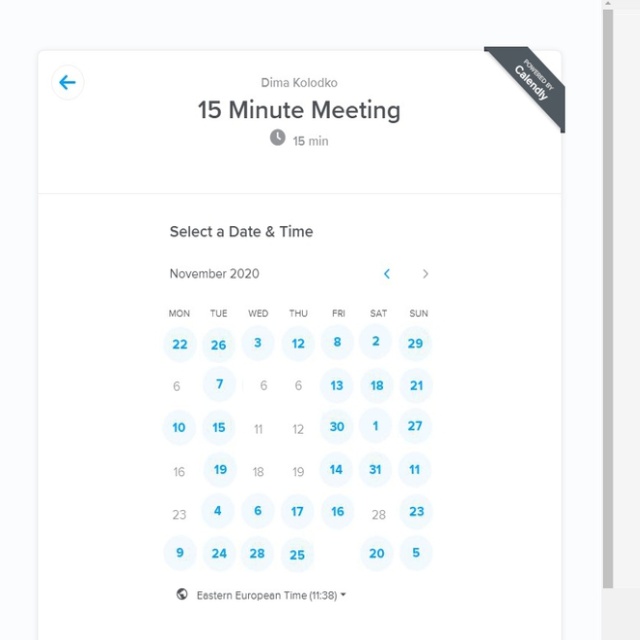 Dima Kolodko
15 Minute Meeting
15 min
POWERED BY
Calendly
Select a Date & Time
November 2020
MON TUE WED THU FRI SAT SUN
22 26 3 12 8 2 29
6 7 6 6 13 18 21
10 15 11 12 30 1 27
16 19 18 19 14 31 11
23 4 6 17 16 28 23
9 24 28 25 20 5
Eastern European Time (11:38)